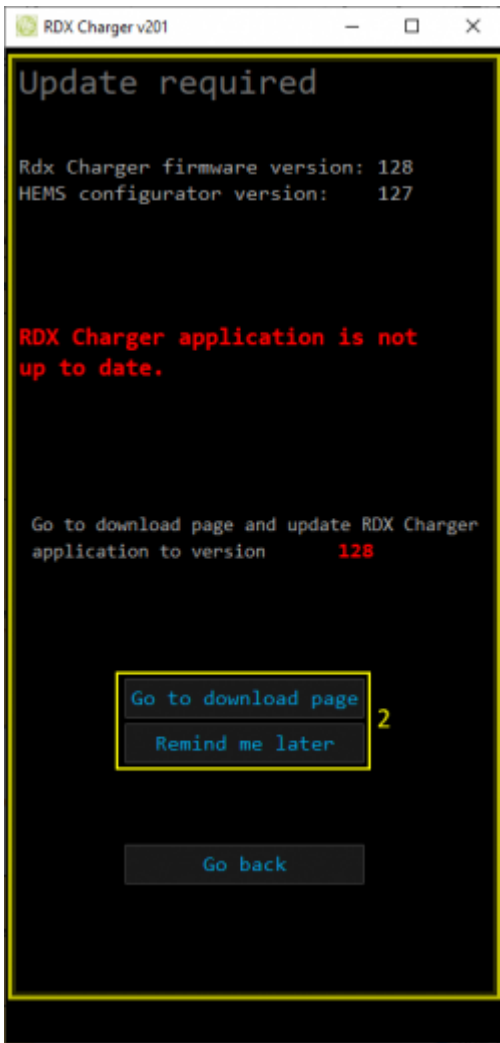 RDX Charger v201
Update required
Rdx Charger firmware version: 128
HEMS configurator version: 127
RDX Charger application is not
up to date.
Go to download page and update RDX Charger
application to version 128
Go to download page
2
Remind me later
Go back